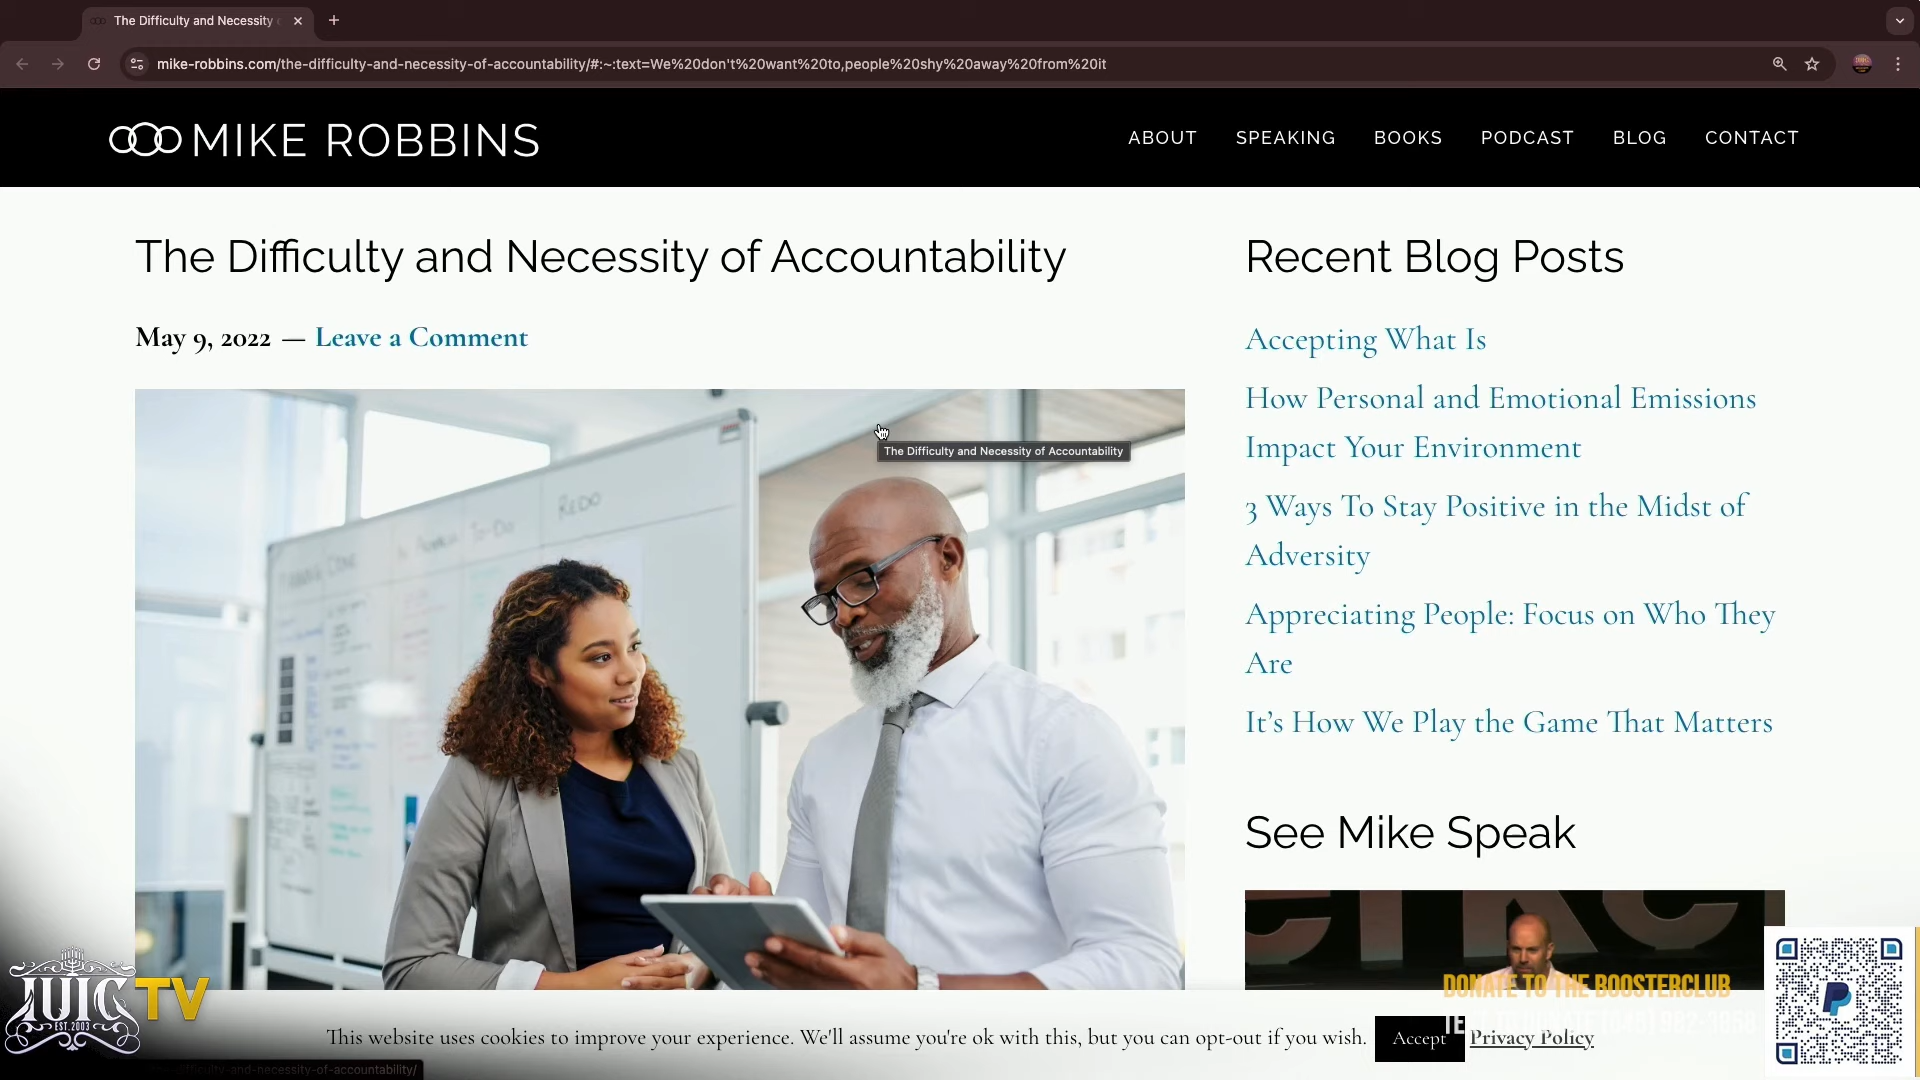 The Difficulty and Necessity
mike-robbins.com/the-difficulty-and-necessity-of-accountability/#:~:text=We%20don't%20want%20to,people%20shy%20away%20from%20it
MIKE ROBBINS
ABOUT SPEAKING BOOKS PODCAST BLOG CONTACT
The Difficulty and Necessity of Accountability
May 9, 2022 — Leave a Comment
The Difficulty and Necessity of Accountability
REDO
Recent Blog Posts
Accepting What Is
How Personal and Emotional Emissions
Impact Your Environment
3 Ways To Stay Positive in the Midst of
Adversity
Appreciating People: Focus on Who They
Are
It's How We Play the Game That Matters
See Mike Speak
IUIC TV
EST. 2003
DONATE TO THE BOOSTERCLUB
This website uses cookies to improve your experience. We'll assume you're ok with this, but you can opt-out if you wish. Accept Privacy Policy
difficulty-and-necessity-of-accountability/